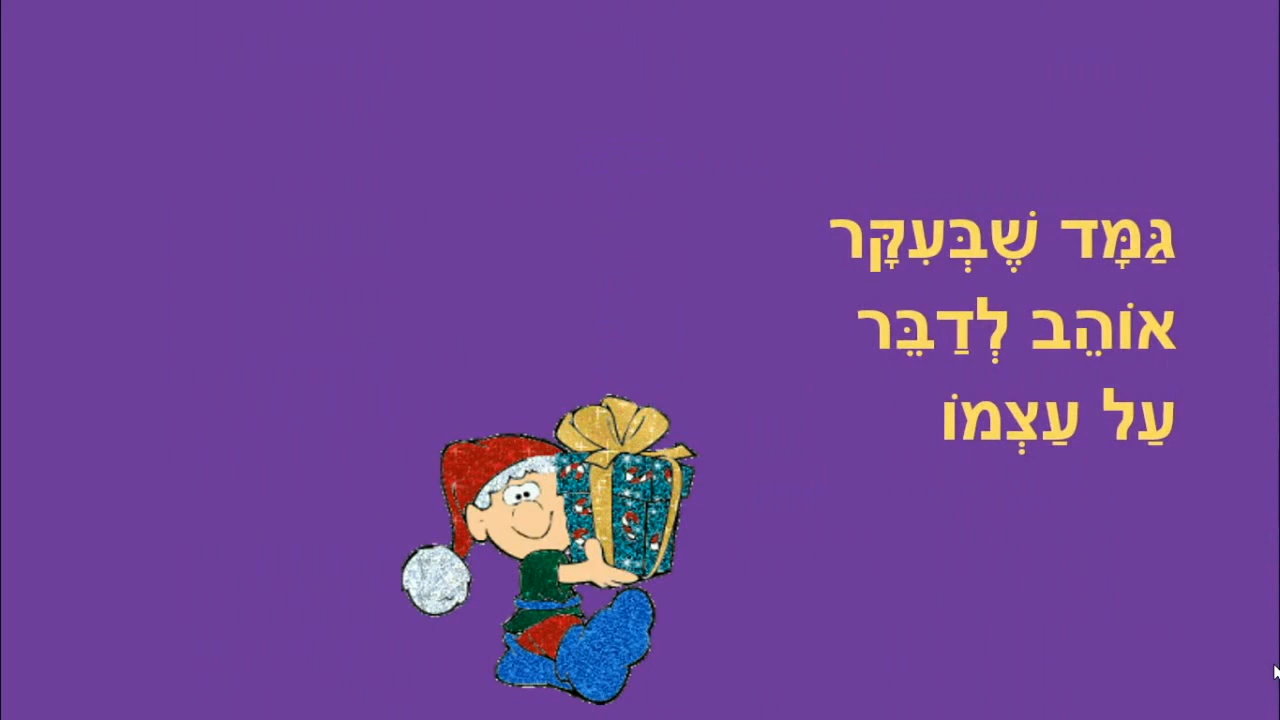 גַּמָּד שֶׁבְּעִקָּר
אוֹהֵב לְדַבֵּר
עַל עַצְמוֹ